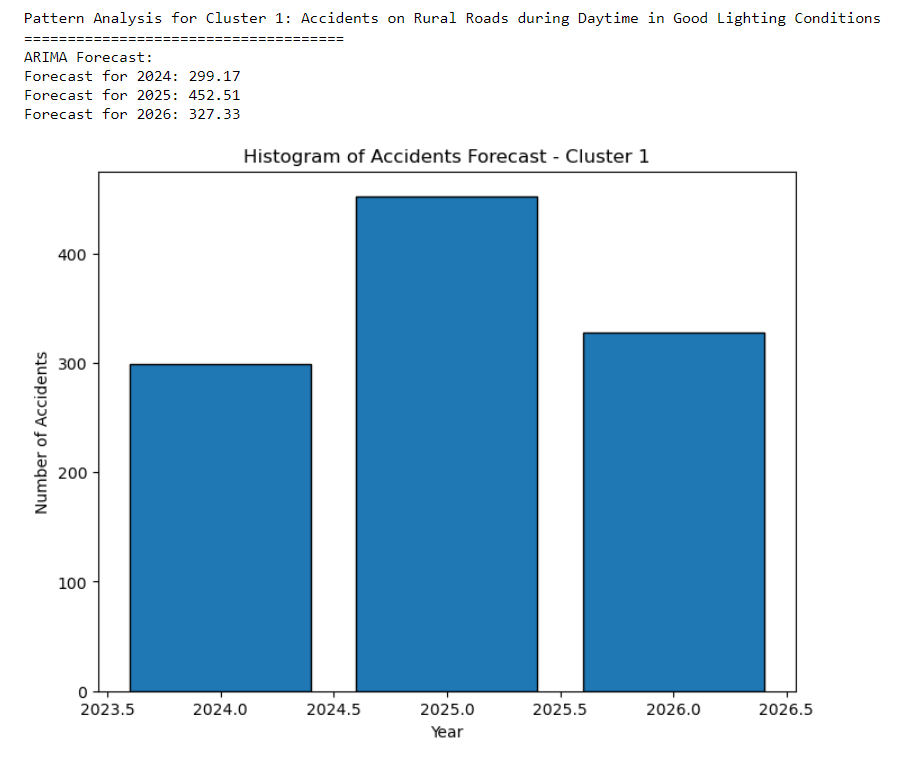 Pattern Analysis for Cluster 1: Accidents on Rural Roads during Daytime in Good Lighting Conditions
=====================================
ARIMA Forecast:
Forecast for 2024: 299.17
Forecast for 2025: 452.51
Forecast for 2026: 327.33
Histogram of Accidents Forecast - Cluster 1
Number of Accidents
400
300
200
100
0
2023.5 2024.0 2024.5 2025.0 2025.5 2026.0 2026.5
Year